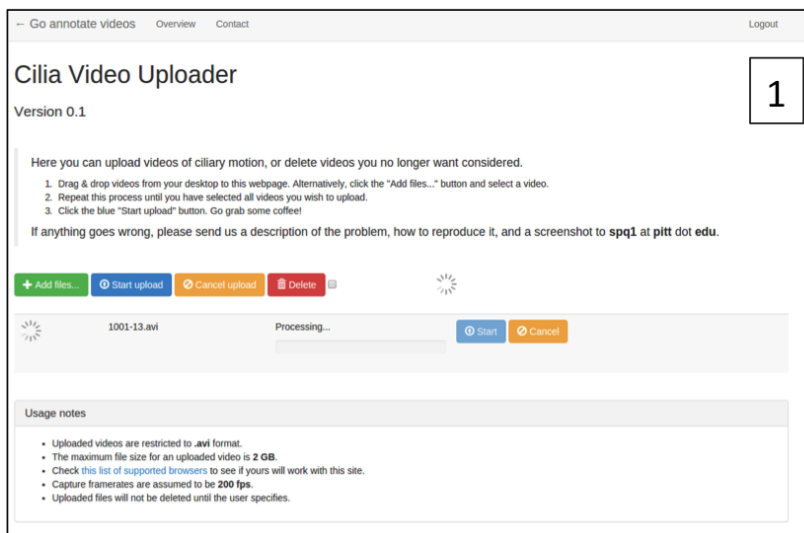 ← Go annotate videos Overview Contact Logout
Cilia Video Uploader
1
Version 0.1
Here you can upload videos of ciliary motion, or delete videos you no longer want considered.
1. Drag & drop videos from your desktop to this webpage. Alternatively, click the "Add files..." button and select a video.
2. Repeat this process until you have selected all videos you wish to upload.
3. Click the blue "Start upload" button. Go grab some coffee!
If anything goes wrong, please send us a description of the problem, how to reproduce it, and a screenshot to spq1 at pitt dot edu.
Add files... Start upload Cancel upload Delete
1001-13.avi Processing... Start Cancel
Usage notes
• Uploaded videos are restricted to .avi format.
• The maximum file size for an uploaded video is 2 GB.
• Check this list of supported browsers to see if yours will work with this site.
• Capture framerates are assumed to be 200 fps.
• Uploaded files will not be deleted until the user specifies.